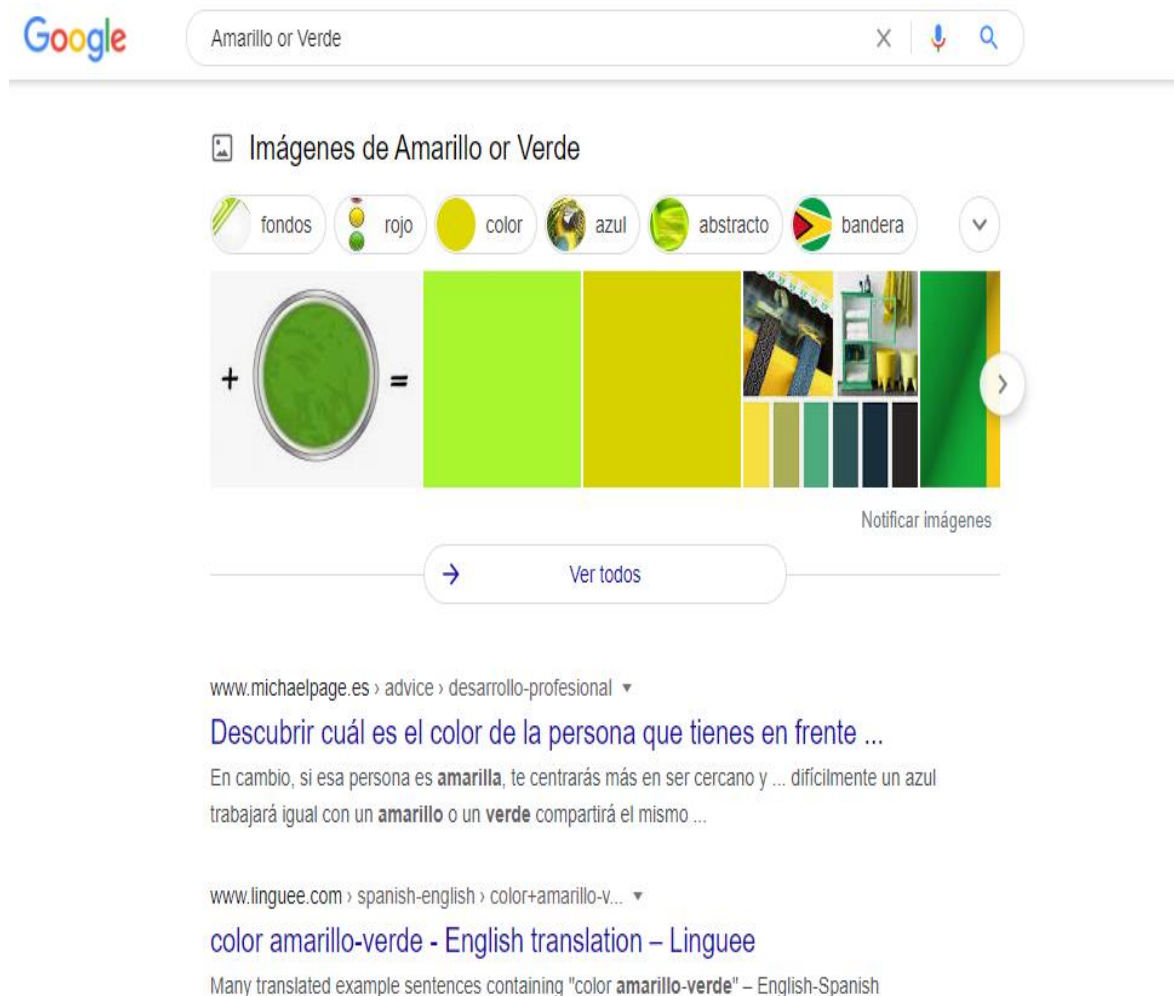 Google
Amarillo or Verde
Imágenes de Amarillo or Verde
fondos rojo color azul abstracto bandera
+ =
Notificar imágenes
Ver todos
www.michaelpage.es › advice › desarrollo-profesional
Descubrir cuál es el color de la persona que tienes en frente ...
En cambio, si esa persona es amarilla, te centrarás más en ser cercano y ... difícilmente un azul
trabajará igual con un amarillo o un verde compartirá el mismo ...
www.linguee.com › spanish-english › color+amarillo-v...
color amarillo-verde - English translation – Linguee
Many translated example sentences containing "color amarillo-verde" – English-Spanish